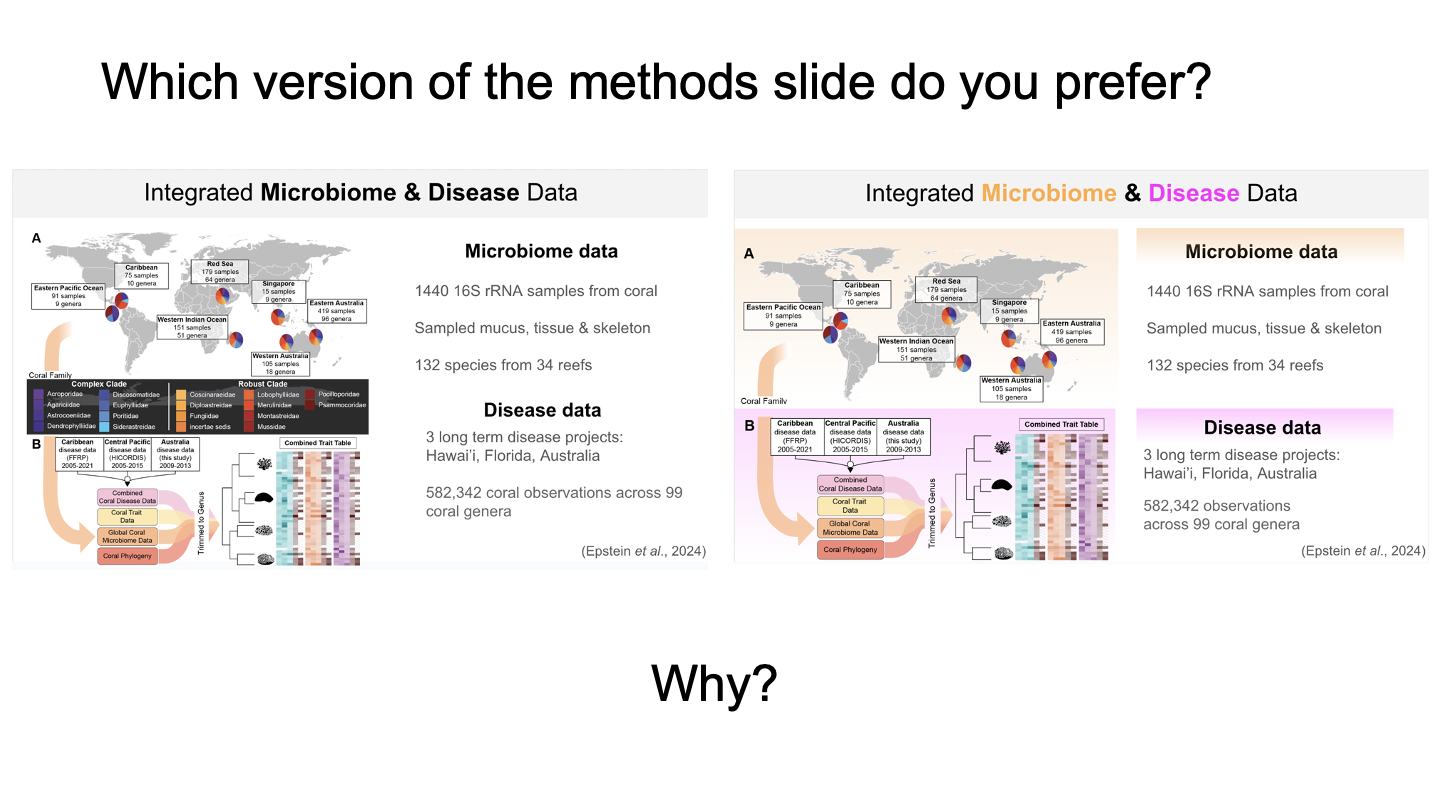 Which version of the methods slide do you prefer?
Integrated Microbiome & Disease Data
A
Caribbean
75 samples
10 genera
Red Sea
179 samples
64 genera
Singapore
15 samples
9 genera
Eastern Pacific Ocean
91 samples
9 genera
Eastern Australia
419 samples
96 genera
Western Indian Ocean
151 samples
51 genera
Western Australia
105 samples
18 genera
Coral Family
Complex Clade
Robust Clade
Acroporidae
Agariciidae
Astrocoeniidae
Dendrophylliidae
Discosomatidae
Euphylliidae
Poritidae
Siderastreidae
Coscinaraeidae
Diploastreidae
Fungiidae
incertae sedis
Lobophylliidae
Merulinidae
Montastreidae
Mussidae
Pocilloporidae
Psammocoridae
B
Caribbean
disease data
(FFRP)
2005-2021
Central Pacific
disease data
(HICORDIS)
2005-2015
Australia
disease data
(this study)
2009-2013
Combined
Coral Disease Data
Coral Trait
Data
Global Coral
Microbiome Data
Coral Phylogeny
Trimmed to Genus
Combined Trait Table
Microbiome data
1440 16S rRNA samples from coral
Sampled mucus, tissue & skeleton
132 species from 34 reefs
Disease data
3 long term disease projects:
Hawai’i, Florida, Australia
582,342 coral observations across 99
coral genera
(Epstein et al., 2024)
Integrated Microbiome & Disease Data
A
Caribbean
75 samples
10 genera
Red Sea
179 samples
64 genera
Singapore
15 samples
9 genera
Eastern Pacific Ocean
91 samples
9 genera
Eastern Australia
419 samples
96 genera
Western Indian Ocean
151 samples
51 genera
Western Australia
105 samples
18 genera
Coral Family
B
Caribbean
disease data
(FFRP)
2005-2021
Central Pacific
disease data
(HICORDIS)
2005-2015
Australia
disease data
(this study)
2009-2013
Combined
Coral Disease Data
Coral Trait
Data
Global Coral
Microbiome Data
Coral Phylogeny
Trimmed to Genus
Combined Trait Table
Microbiome data
1440 16S rRNA samples from coral
Sampled mucus, tissue & skeleton
132 species from 34 reefs
Disease data
3 long term disease projects:
Hawai’i, Florida, Australia
582,342 observations
across 99 coral genera
(Epstein et al., 2024)
Why?